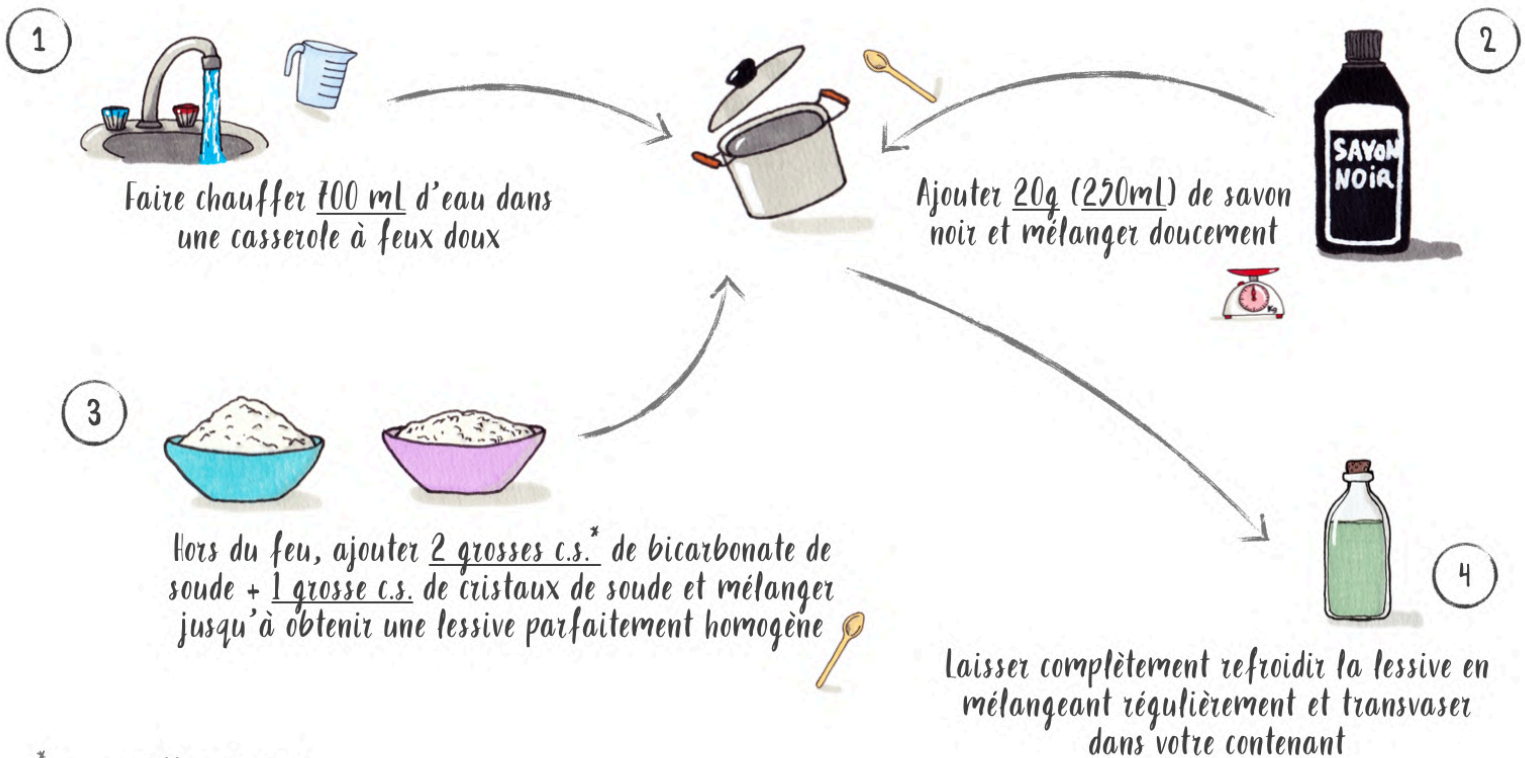 1
2
Faire chauffer 700 mL d'eau dans
une casserole à feux doux
SAVON
NOIR
Ajouter 20g (250mL) de savon
noir et mélanger doucement
Kg
3
Hors du feu, ajouter 2 grosses c.s.* de bicarbonate de
soude + 1 grosse c.s. de cristaux de soude et mélanger
jusqu'à obtenir une lessive parfaitement homogène
4
Laisser complètement refroidir la lessive en
mélangeant régulièrement et transvaser
dans votre contenant
*